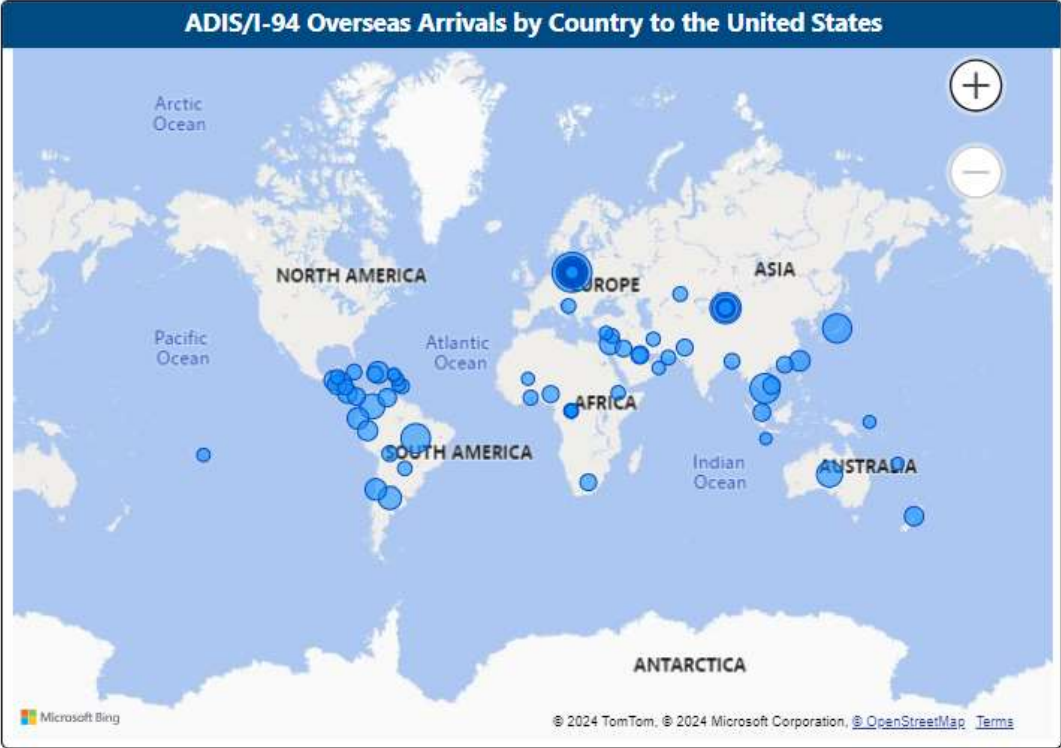 ADIS/I-94 Overseas Arrivals by Country to the United States
Arctic
Ocean
NORTH AMERICA
EUROPE
ASIA
Pacific
Ocean
Atlantic
Ocean
AFRICA
SOUTH AMERICA
Indian
Ocean
AUSTRALIA
ANTARCTICA
Microsoft Bing
© 2024 TomTom, © 2024 Microsoft Corporation, © OpenStreetMap Terms